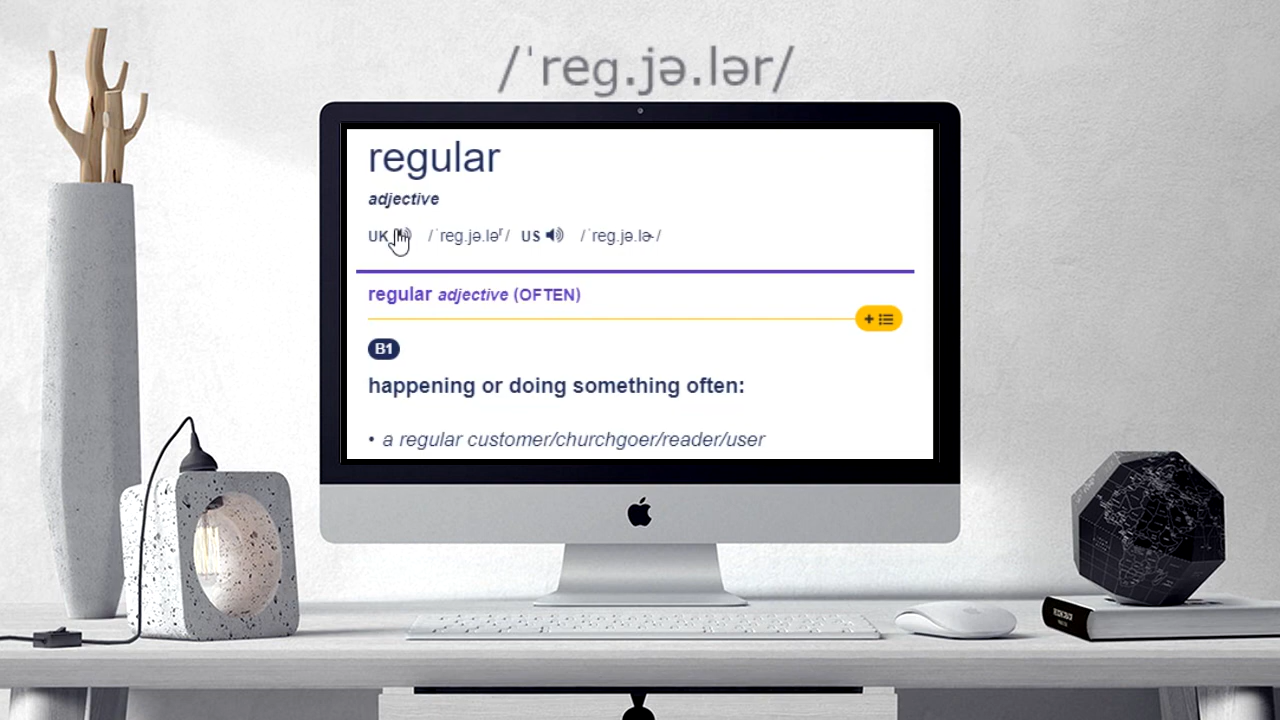 /ˈreg.jə.lər/
regular
adjective
UK /ˈreg.jə.ləʳ/ US /ˈreg.jə.lɚ/
regular adjective (OFTEN)
+
B1
happening or doing something often:
• a regular customer/churchgoer/reader/user